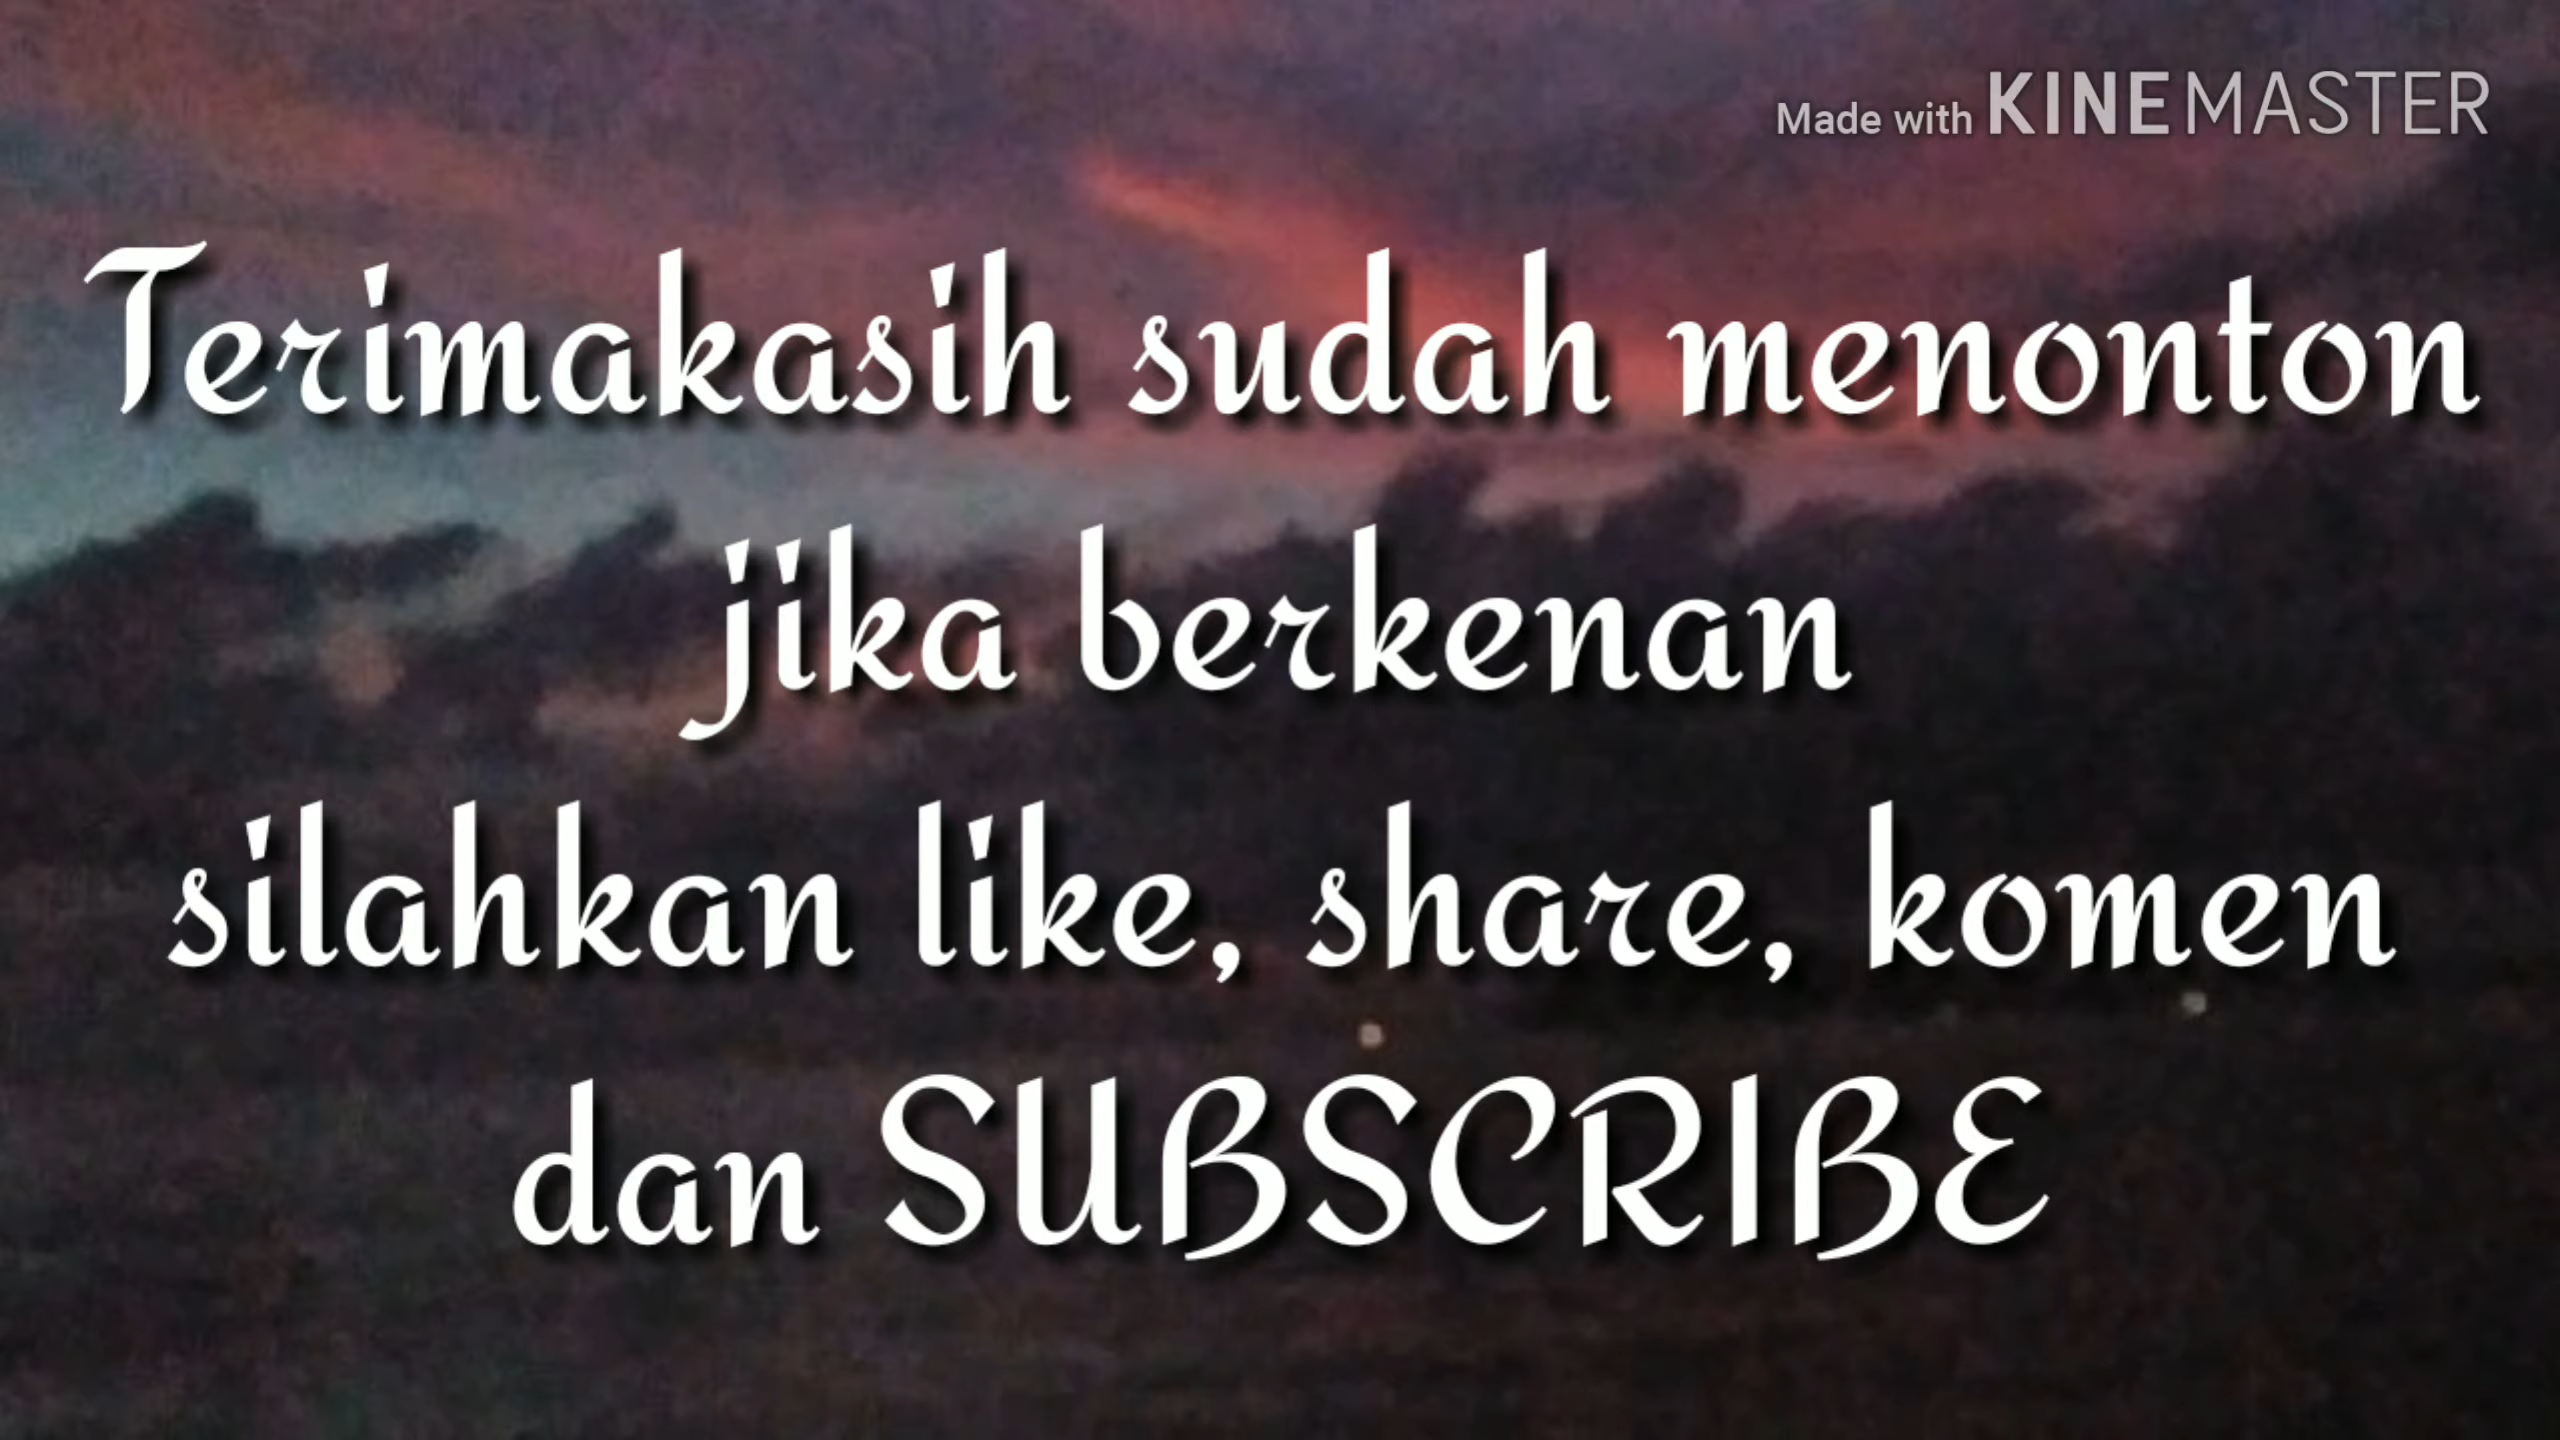 Made with KINEMASTER
Terimakasih sudah menonton
jika berkenan
silahkan like, share, komen
dan SUBSCRIBE